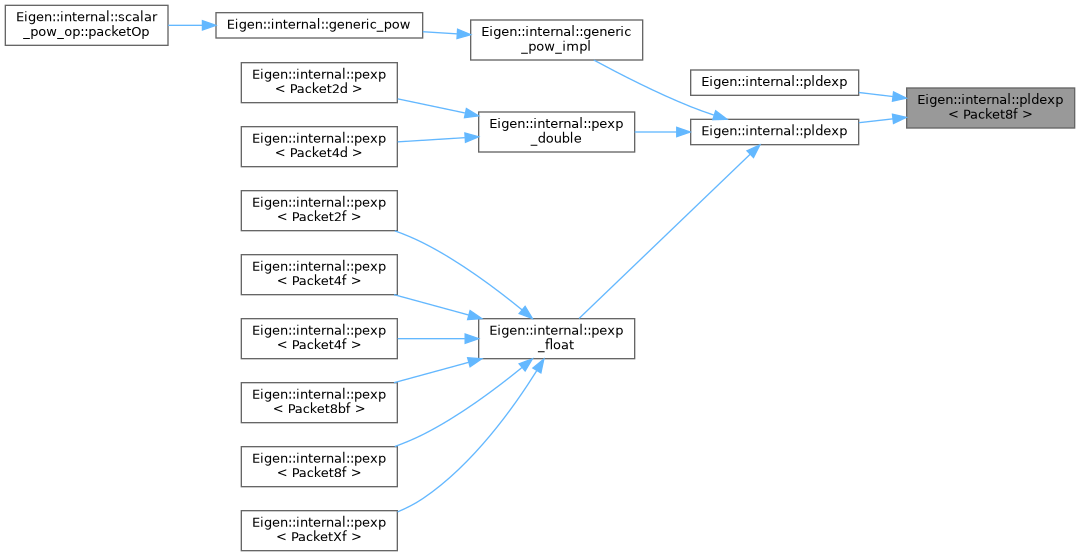 Eigen::internal::scalar
_pow_op::packetOp
Eigen::internal::generic_pow
Eigen::internal::generic
_pow_impl
Eigen::internal::pexp
< Packet2d >
Eigen::internal::pexp
< Packet4d >
Eigen::internal::pexp
_double
Eigen::internal::pldexp
Eigen::internal::pldexp
Eigen::internal::pldexp
< Packet8f >
Eigen::internal::pexp
< Packet2f >
Eigen::internal::pexp
< Packet4f >
Eigen::internal::pexp
< Packet4f >
Eigen::internal::pexp
< Packet8bf >
Eigen::internal::pexp
< Packet8f >
Eigen::internal::pexp
< PacketXf >
Eigen::internal::pexp
_float